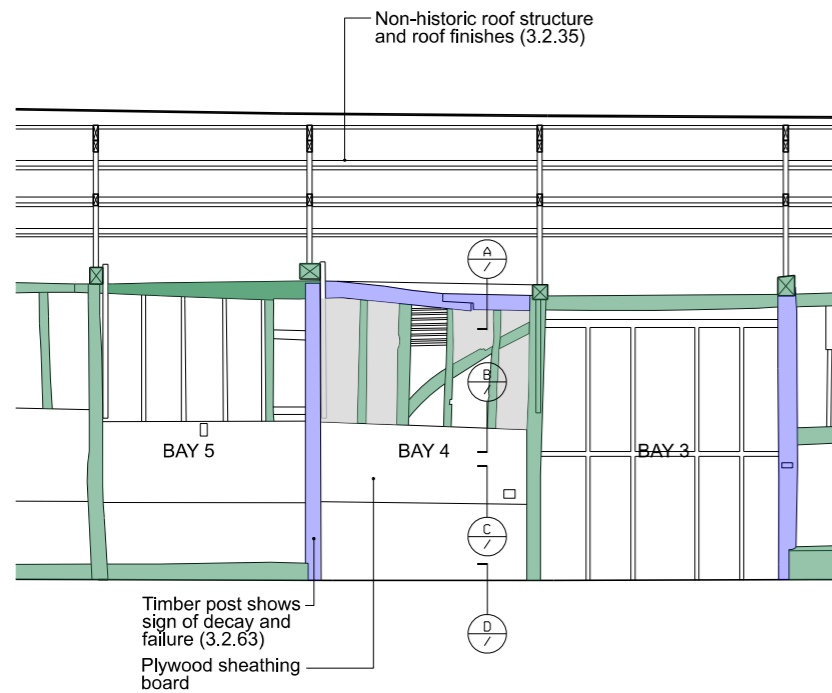 Non-historic roof structure
and roof finishes (3.2.35)
A
/
B
/
BAY 5
BAY 4
BAY 3
C
/
Timber post shows
sign of decay and
failure (3.2.63)
D
/
Plywood sheathing
board